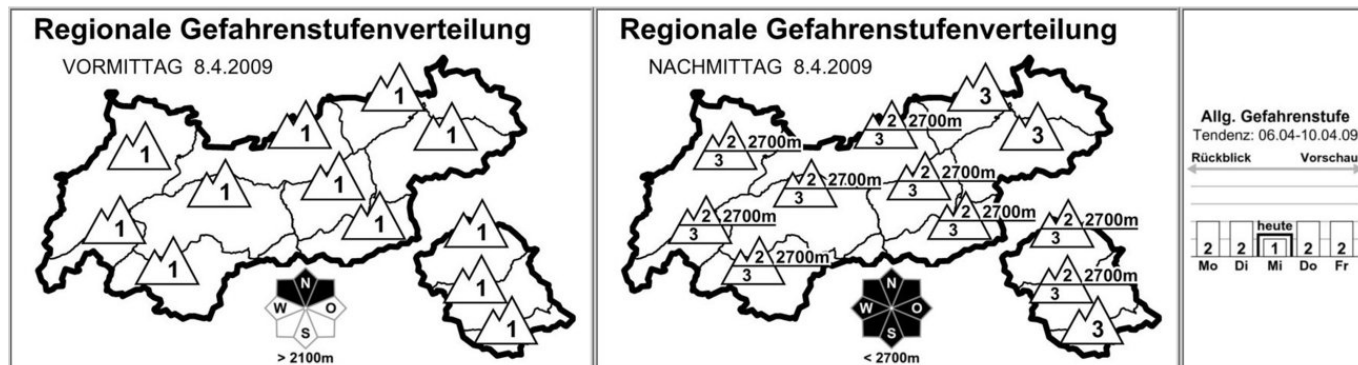 Regionale Gefahrenstufenverteilung
VORMITTAG 8.4.2009
1
1
1
1
1
1
1
1
1
1
1
1
N
W O
S
> 2100m
Regionale Gefahrenstufenverteilung
NACHMITTAG 8.4.2009
3
2 2700m
3
3
2 2700m
3
2 2700m
3
2 2700m
3
2 2700m
3
2 2700m
3
2 2700m
3
2 2700m
3
2 2700m
3
3
N
W O
S
< 2700m
Allg. Gefahrenstufe
Tendenz: 06.04-10.04.09
Rückblick Vorschau
heute
2 2 1 2 2
Mo Di Mi Do Fr